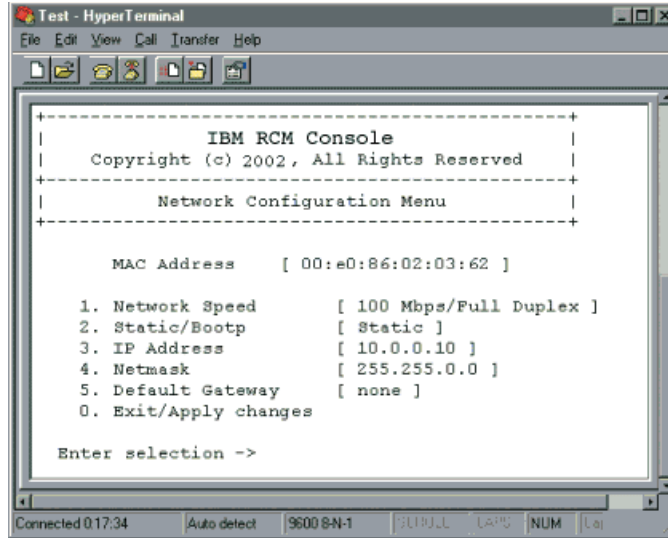 Test - HyperTerminal
File Edit View Call Transfer Help
IBM RCM Console
Copyright (c) 2002, All Rights Reserved
Network Configuration Menu
MAC Address [ 00:e0:86:02:03:62 ]
1. Network Speed [ 100 Mbps/Full Duplex ]
2. Static/Bootp [ Static ]
3. IP Address [ 10.0.0.10 ]
4. Netmask [ 255.255.0.0 ]
5. Default Gateway [ none ]
0. Exit/Apply changes
Enter selection ->
Connected 0:17:34 Auto detect 9600 8-N-1 SCROLL CAPS NUM